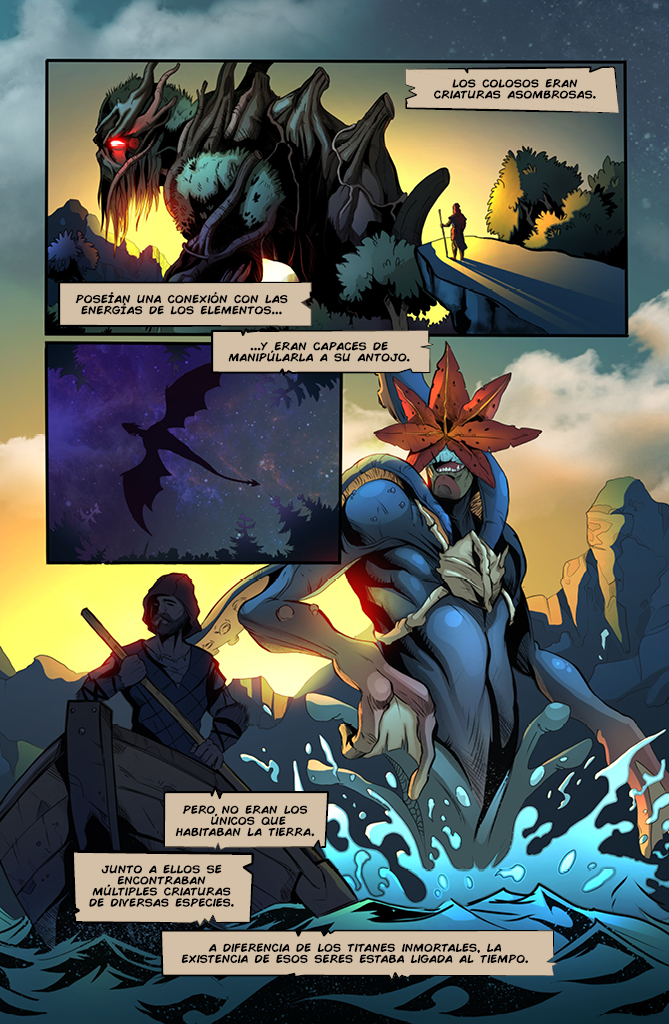 LOS COLOSOS ERAN
CRIATURAS ASOMBROSAS.
POSEÍAN UNA CONEXIÓN CON LAS
ENERGÍAS DE LOS ELEMENTOS...
...Y ERAN CAPACES DE
MANIPÚLARLA A SU ANTOJO.
PERO NO ERAN LOS
ÚNICOS QUE
HABITABAN LA TIERRA.
JUNTO A ELLOS SE
ENCONTRABAN
MÚLTIPLES CRIATURAS
DE DIVERSAS ESPECIES.
A DIFERENCIA DE LOS TITANES INMORTALES, LA
EXISTENCIA DE ESOS SERES ESTABA LIGADA AL TIEMPO.